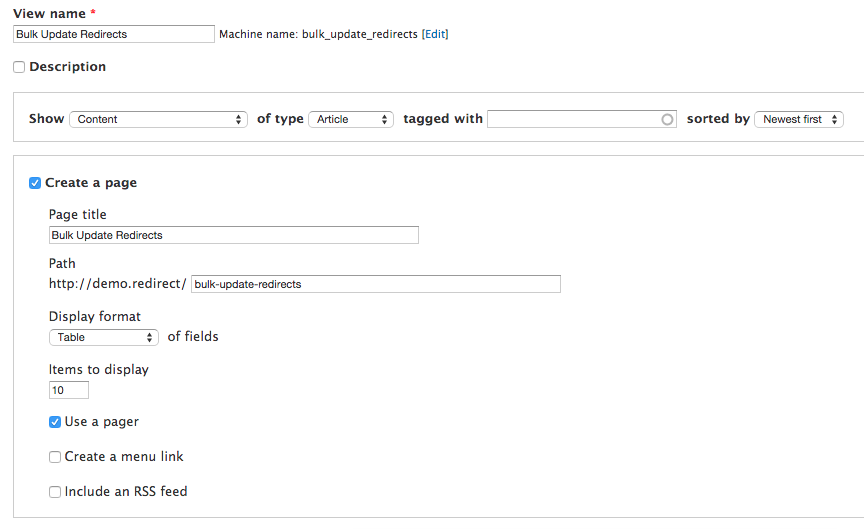 View name *
Bulk Update Redirects Machine name: bulk_update_redirects [Edit]
Description
Show Content of type Article tagged with sorted by Newest first
Create a page
Page title
Bulk Update Redirects
Path
http://demo.redirect/ bulk-update-redirects
Display format
Table of fields
Items to display
10
Use a pager
Create a menu link
Include an RSS feed